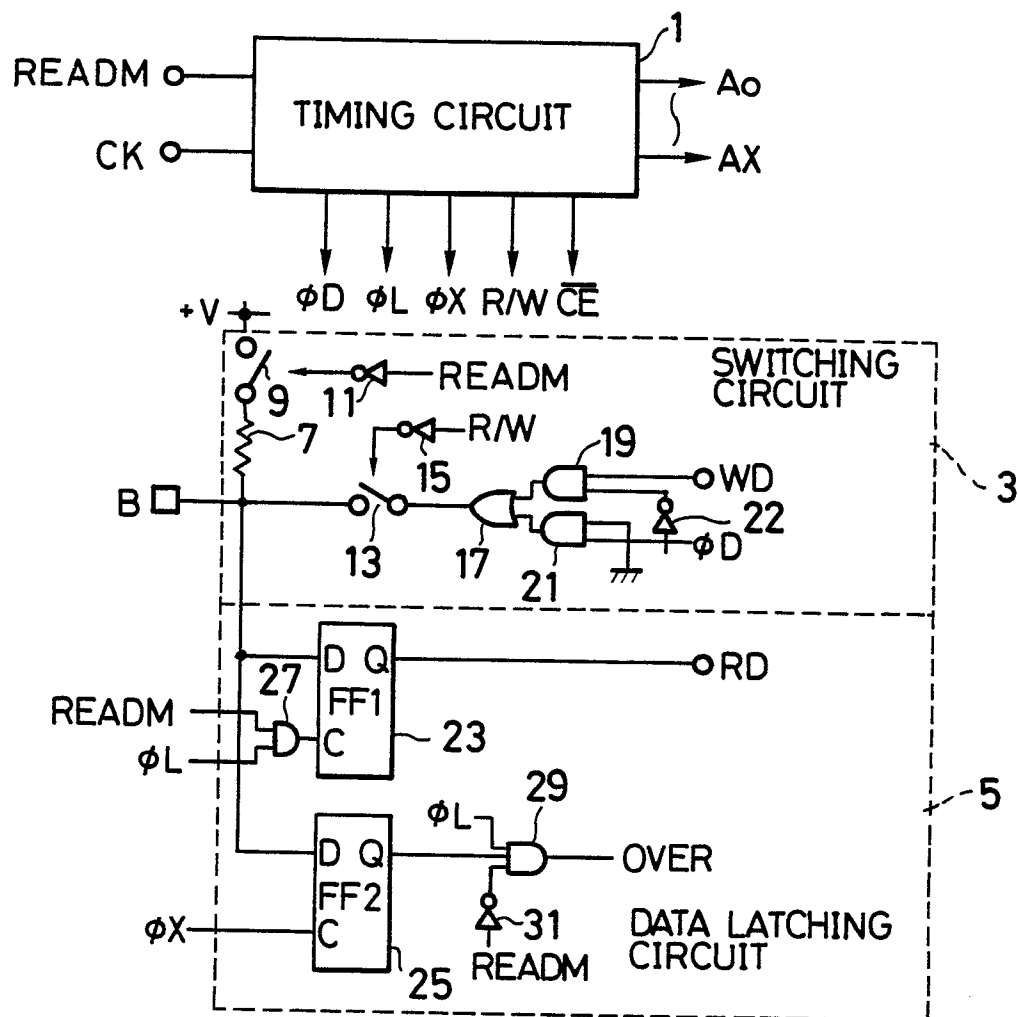 1
READM
Ao
TIMING CIRCUIT
CK
AX
φD φL φX R/W C̅E̅
+V
SWITCHING
CIRCUIT
9
11
READM
7
R/W
15
19
WD
3
B
13
17
22
φD
21
D Q
RD
27
READM
FF1
C
23
φL
29
5
φL
D Q
OVER
FF2
φX
C
31
DATA LATCHING
CIRCUIT
READM
25